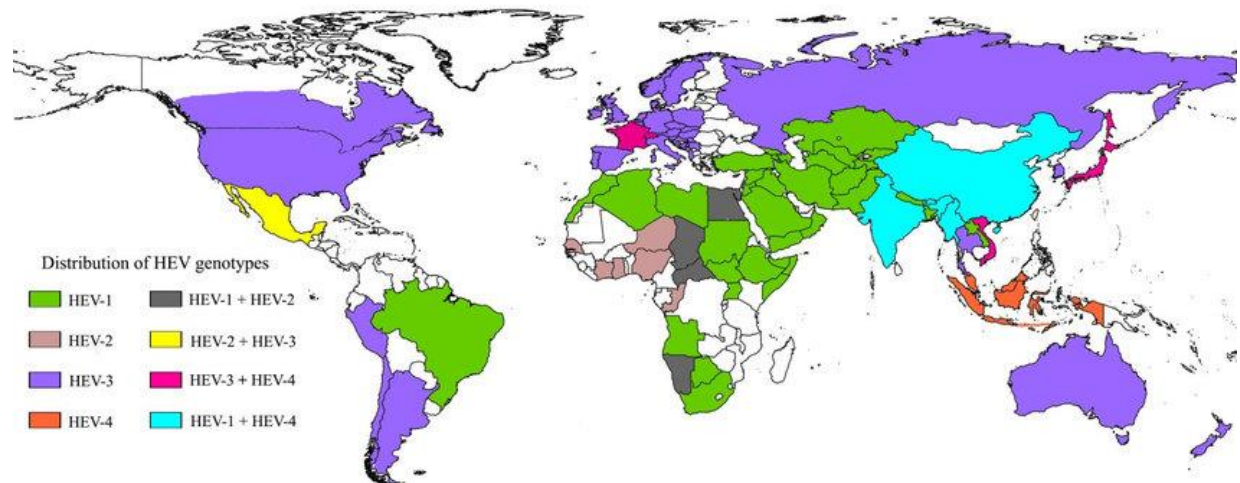 Distribution of HEV genotypes
HEV-1
HEV-1 + HEV-2
HEV-2
HEV-2 + HEV-3
HEV-3
HEV-3 + HEV-4
HEV-4
HEV-1 + HEV-4